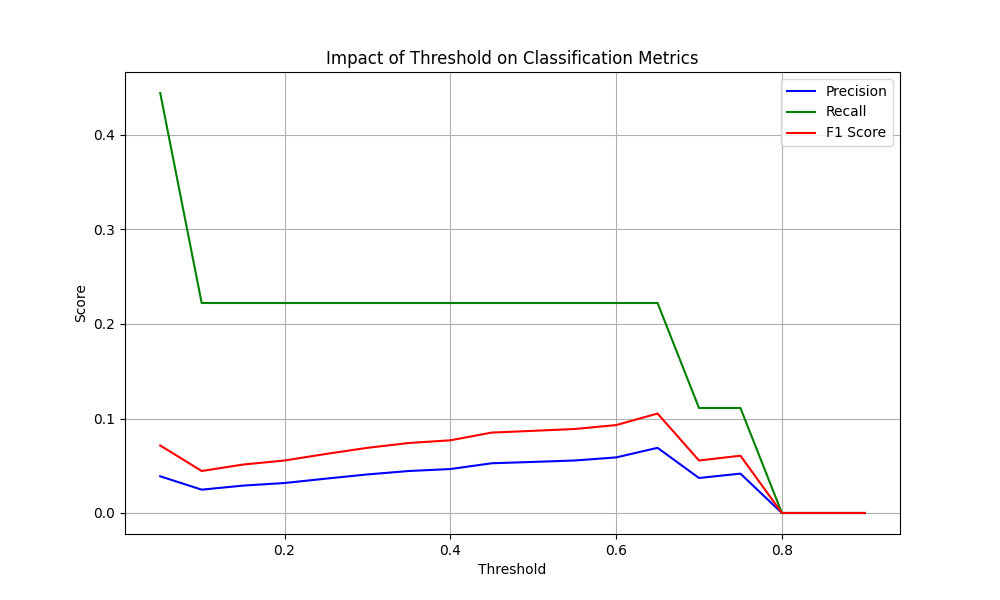 Impact of Threshold on Classification Metrics
Precision
Recall
F1 Score
0.4
0.3
0.2
0.1
0.0
Score
0.2 0.4 0.6 0.8
Threshold